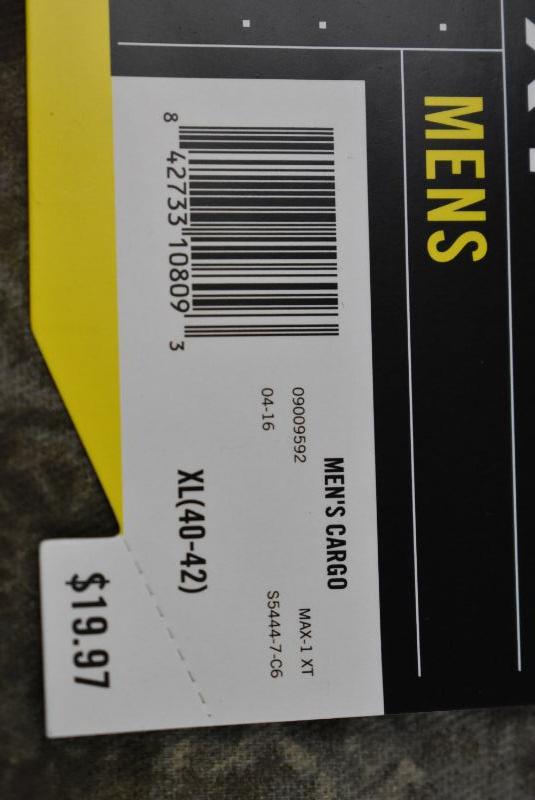 MENS
MEN'S CARGO
09009592 MAX-1 XT
04-16 S5444-7-C6
8 42733 10809 3
XL(40-42)
$19.97